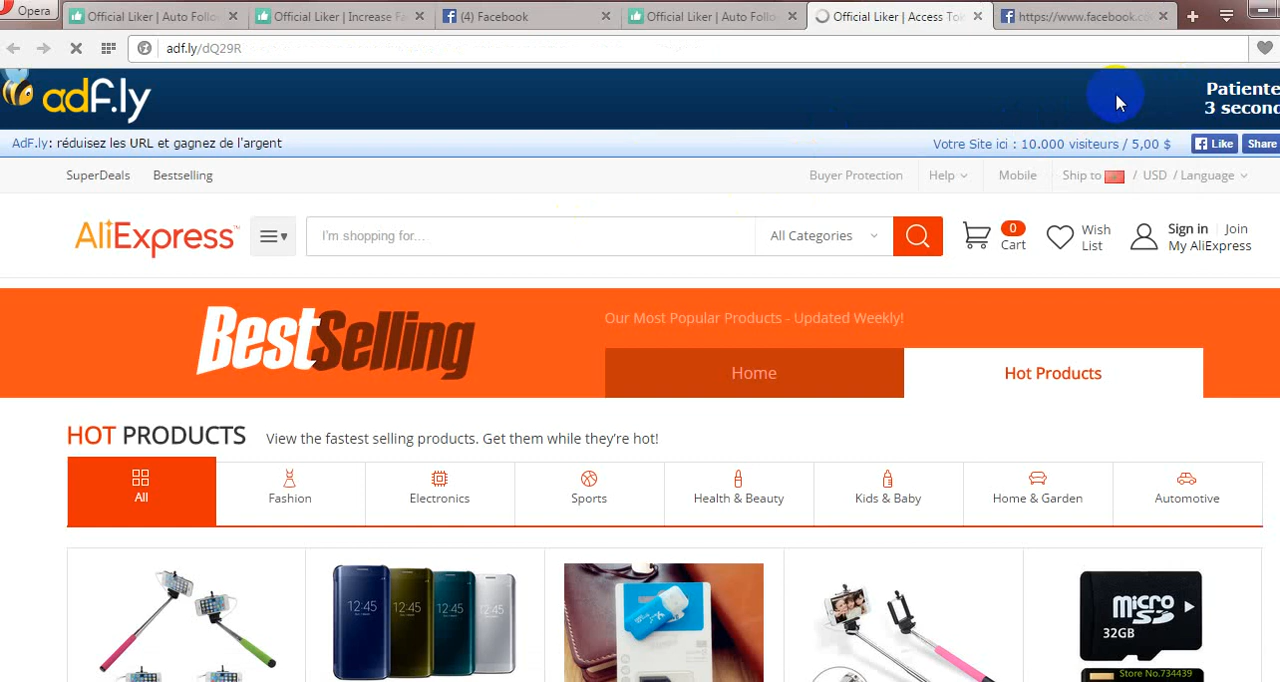 Opera
Official Liker | Auto Follo
Official Liker | Increase Fa
(4) Facebook
Official Liker | Auto Follo
Official Liker | Access Tok
https://www.facebook.co
adf.ly/dQ29R
adf.ly
Patiente
3 second
AdF.ly: réduisez les URL et gagnez de l'argent
Votre Site ici : 10.000 visiteurs / 5,00 $
Like
Share
SuperDeals
Bestselling
Buyer Protection
Help
Mobile
Ship to / USD / Language
AliExpress™
I'm shopping for...
All Categories
0
Cart
Wish
List
Sign in | Join
My AliExpress
BestSelling
Our Most Popular Products - Updated Weekly!
Home
Hot Products
HOT PRODUCTS View the fastest selling products. Get them while they're hot!
All
Fashion
Electronics
Sports
Health & Beauty
Kids & Baby
Home & Garden
Automotive
12:45
12:45
12:45
12:45
micro
SD
32GB
Store No.734439